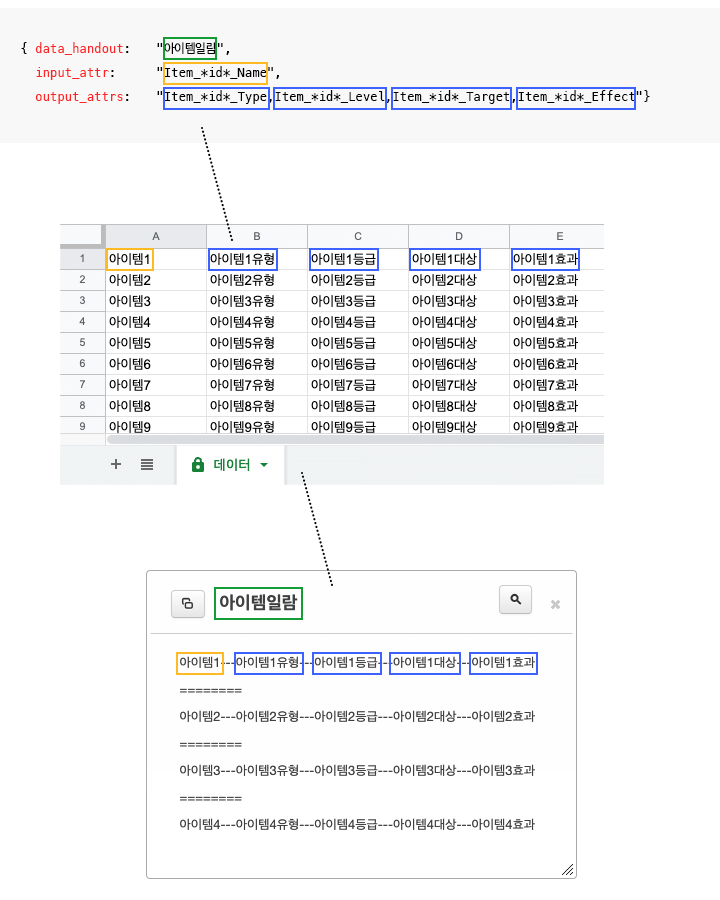 { data_handout: "아이템일람",
input_attr: "Item_*id*_Name",
output_attrs: "Item_*id*_Type,Item_*id*_Level,Item_*id*_Target,Item_*id*_Effect"}
A B C D E
1 아이템1 아이템1유형 아이템1등급 아이템1대상 아이템1효과
2 아이템2 아이템2유형 아이템2등급 아이템2대상 아이템2효과
3 아이템3 아이템3유형 아이템3등급 아이템3대상 아이템3효과
4 아이템4 아이템4유형 아이템4등급 아이템4대상 아이템4효과
5 아이템5 아이템5유형 아이템5등급 아이템5대상 아이템5효과
6 아이템6 아이템6유형 아이템6등급 아이템6대상 아이템6효과
7 아이템7 아이템7유형 아이템7등급 아이템7대상 아이템7효과
8 아이템8 아이템8유형 아이템8등급 아이템8대상 아이템8효과
9 아이템9 아이템9유형 아이템9등급 아이템9대상 아이템9효과
데이터
아이템일람
아이템1---아이템1유형---아이템1등급---아이템1대상---아이템1효과
========
아이템2---아이템2유형---아이템2등급---아이템2대상---아이템2효과
========
아이템3---아이템3유형---아이템3등급---아이템3대상---아이템3효과
========
아이템4---아이템4유형---아이템4등급---아이템4대상---아이템4효과